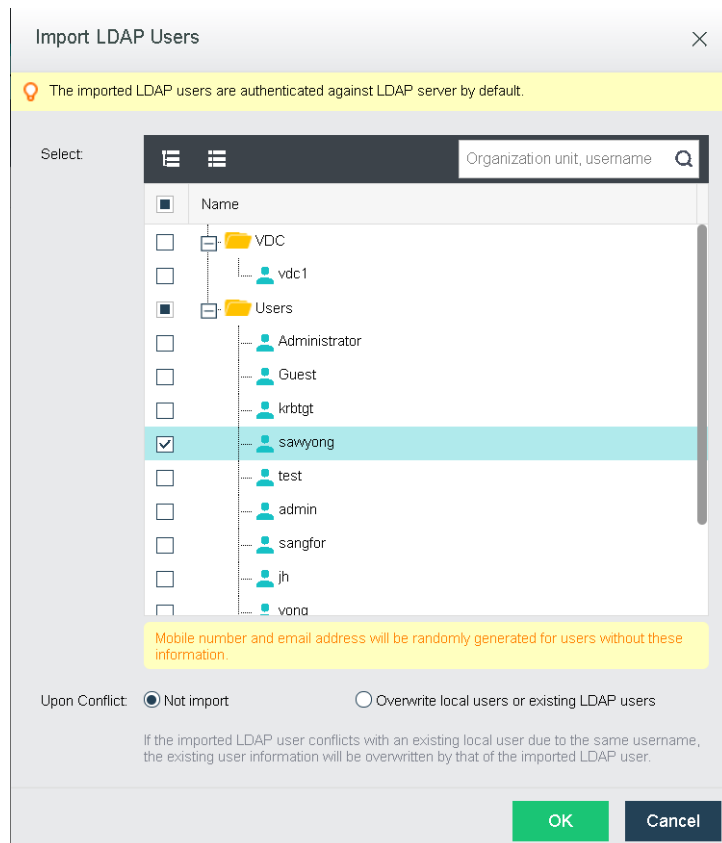 Import LDAP Users
The imported LDAP users are authenticated against LDAP server by default.
Select:
Organization unit, username
Name
VDC
vdc1
Users
Administrator
Guest
krbtgt
sawyong
test
admin
sangfor
jh
yong
Mobile number and email address will be randomly generated for users without these
information.
Upon Conflict: Not import Overwrite local users or existing LDAP users
If the imported LDAP user conflicts with an existing local user due to the same username,
the existing user information will be overwritten by that of the imported LDAP user.
OK Cancel